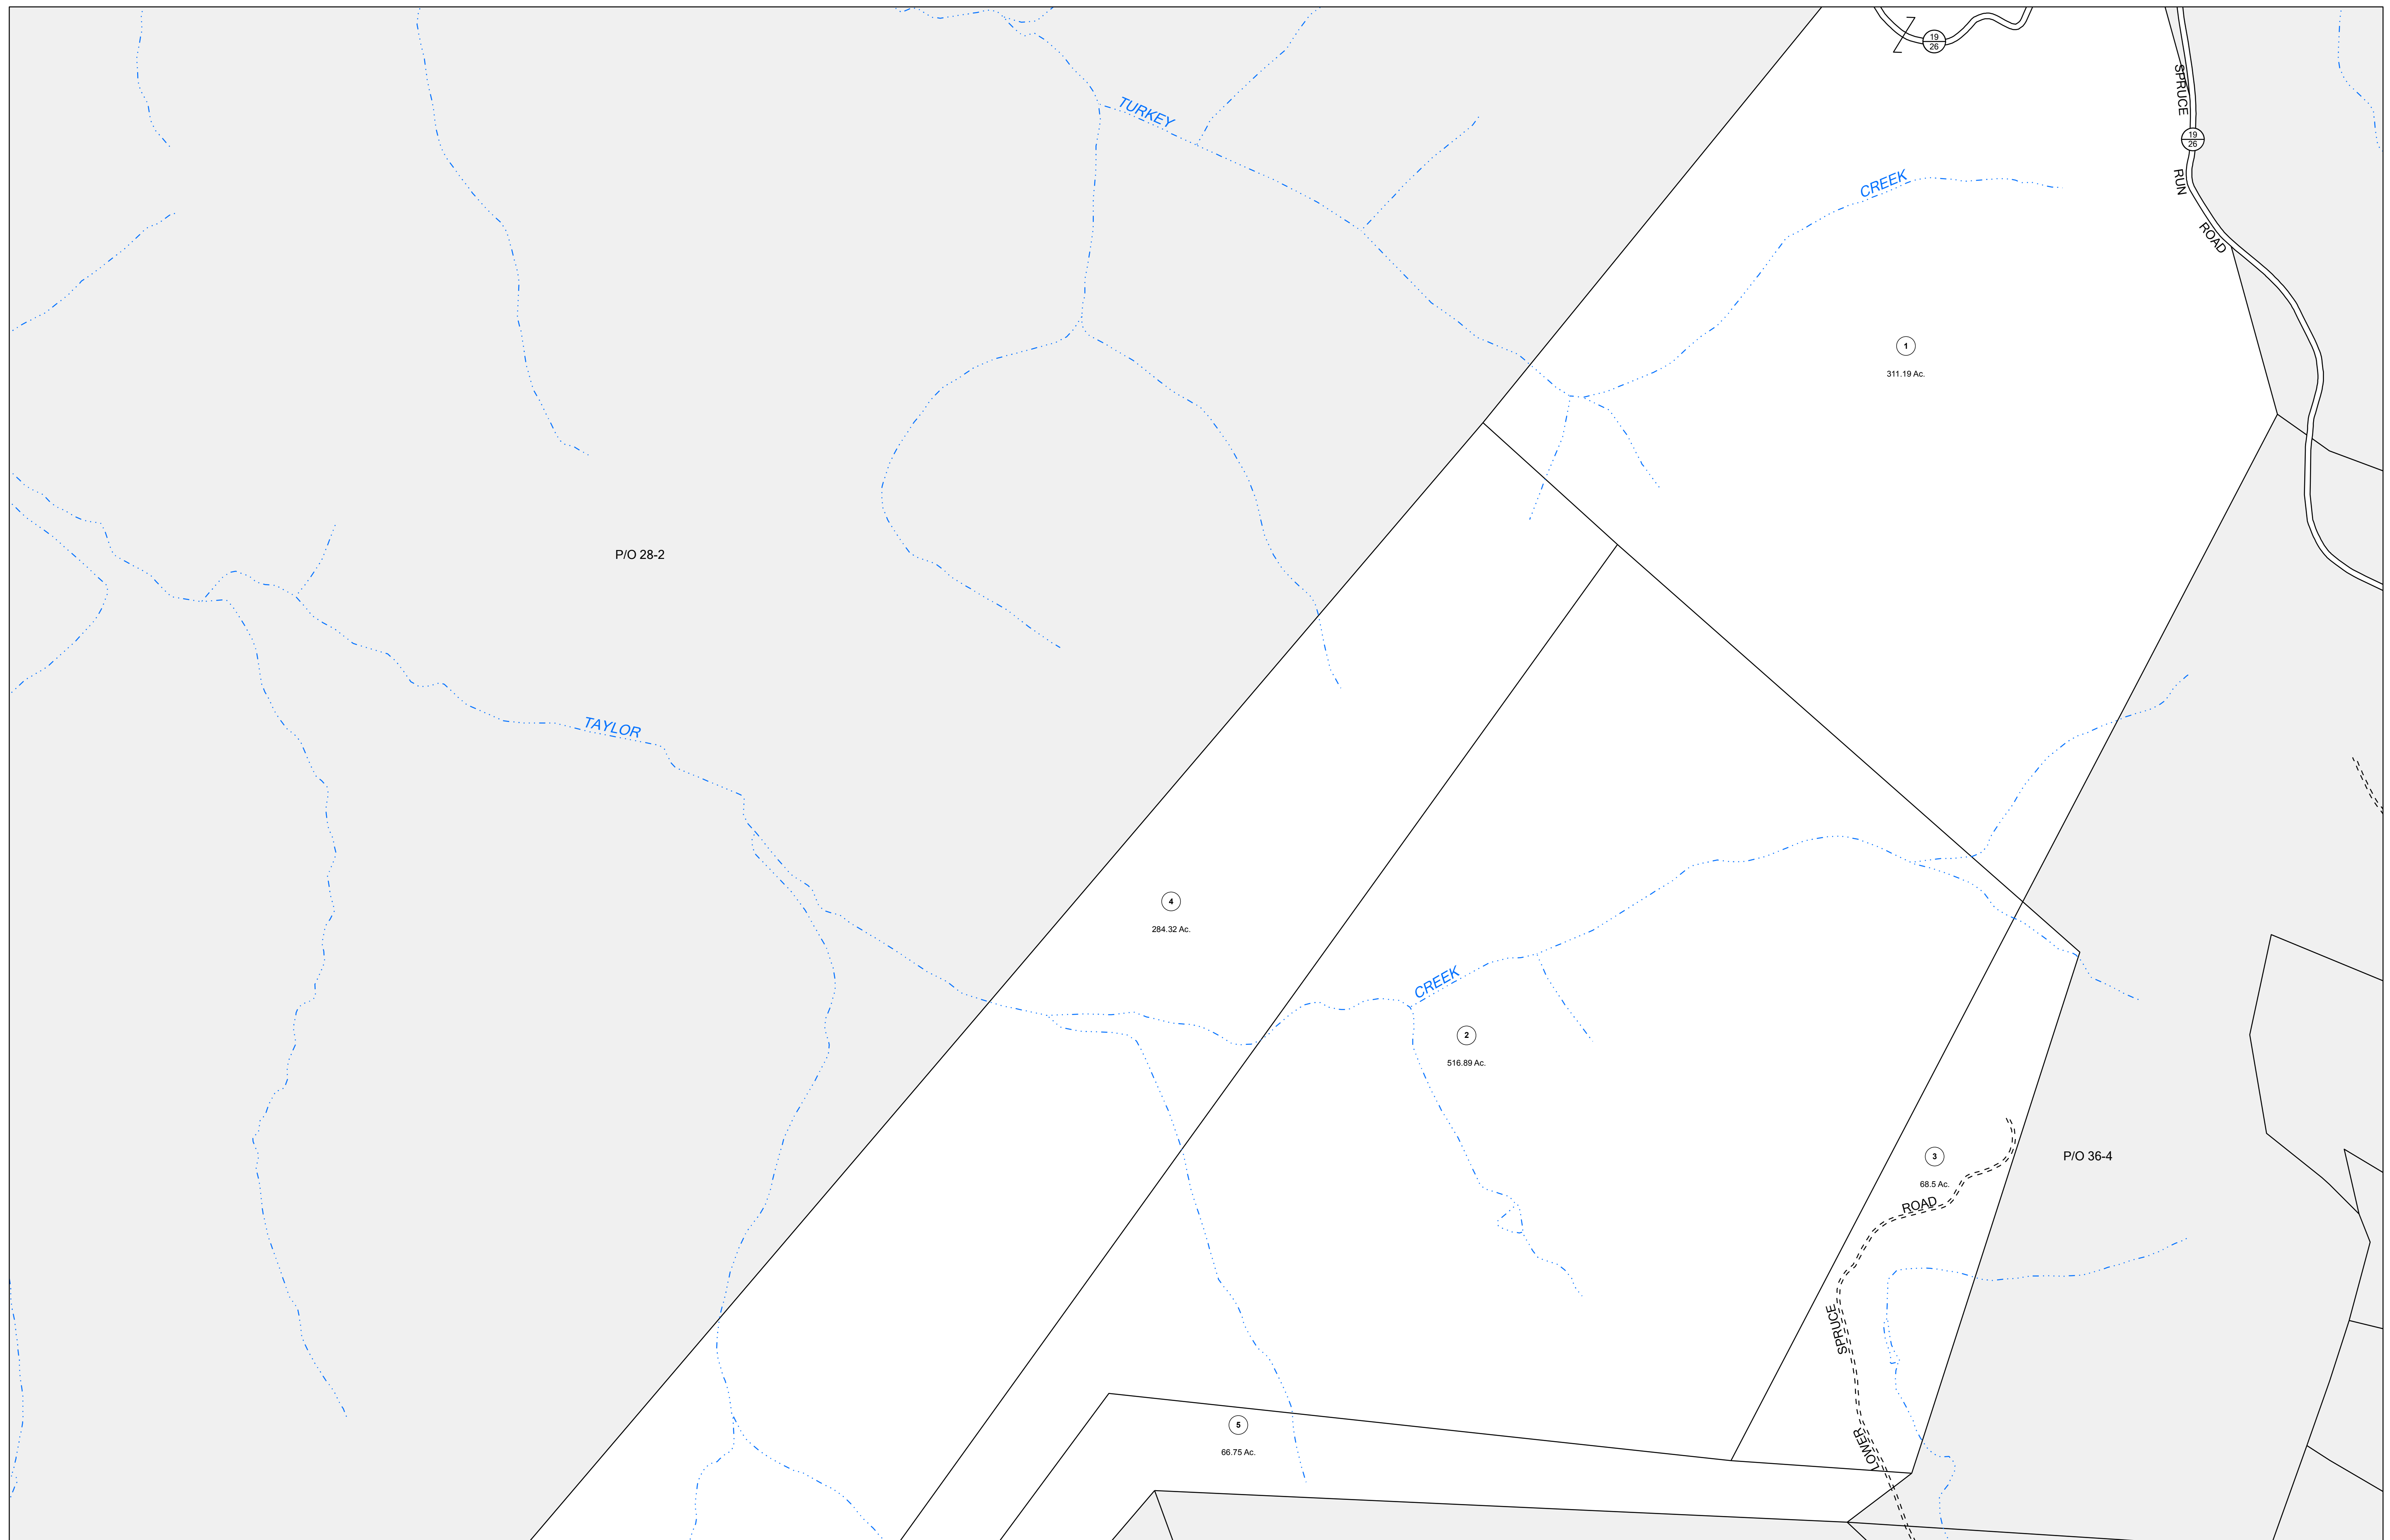 19
26
SPRUCE
19
26
RUN
ROAD
TURKEY
CREEK
1
311.19 Ac.
P/O 28-2
TAYLOR
4
284.32 Ac.
CREEK
2
516.89 Ac.
3
68.5 Ac.
P/O 36-4
ROAD
SPRUCE
LOWER
5
66.75 Ac.